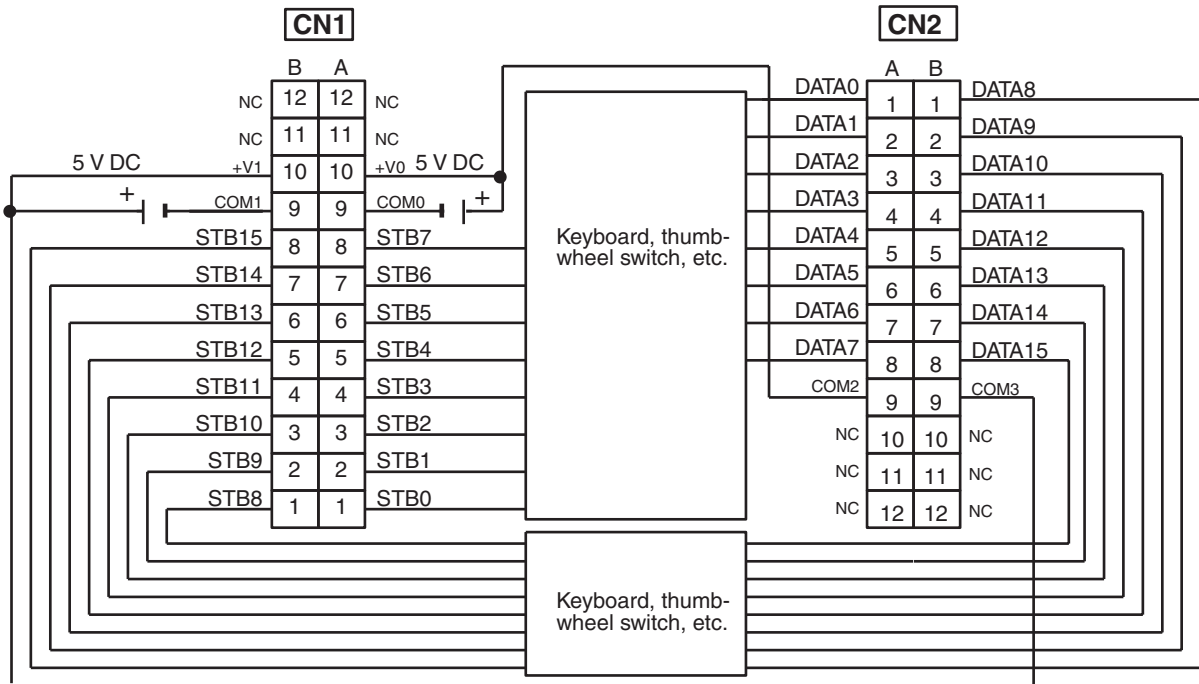 CN1
CN2
B A
A B
NC 12 12 NC
NC 11 11 NC
5 V DC +V1 10 10 +V0 5 V DC
+ COM1 9 9 COM0 +
STB15 8 8 STB7
STB14 7 7 STB6
STB13 6 6 STB5
STB12 5 5 STB4
STB11 4 4 STB3
STB10 3 3 STB2
STB9 2 2 STB1
STB8 1 1 STB0
Keyboard, thumb-
wheel switch, etc.
DATA0 1 1 DATA8
DATA1 2 2 DATA9
DATA2 3 3 DATA10
DATA3 4 4 DATA11
DATA4 5 5 DATA12
DATA5 6 6 DATA13
DATA6 7 7 DATA14
DATA7 8 8 DATA15
COM2 9 9 COM3
NC 10 10 NC
NC 11 11 NC
NC 12 12 NC
Keyboard, thumb-
wheel switch, etc.